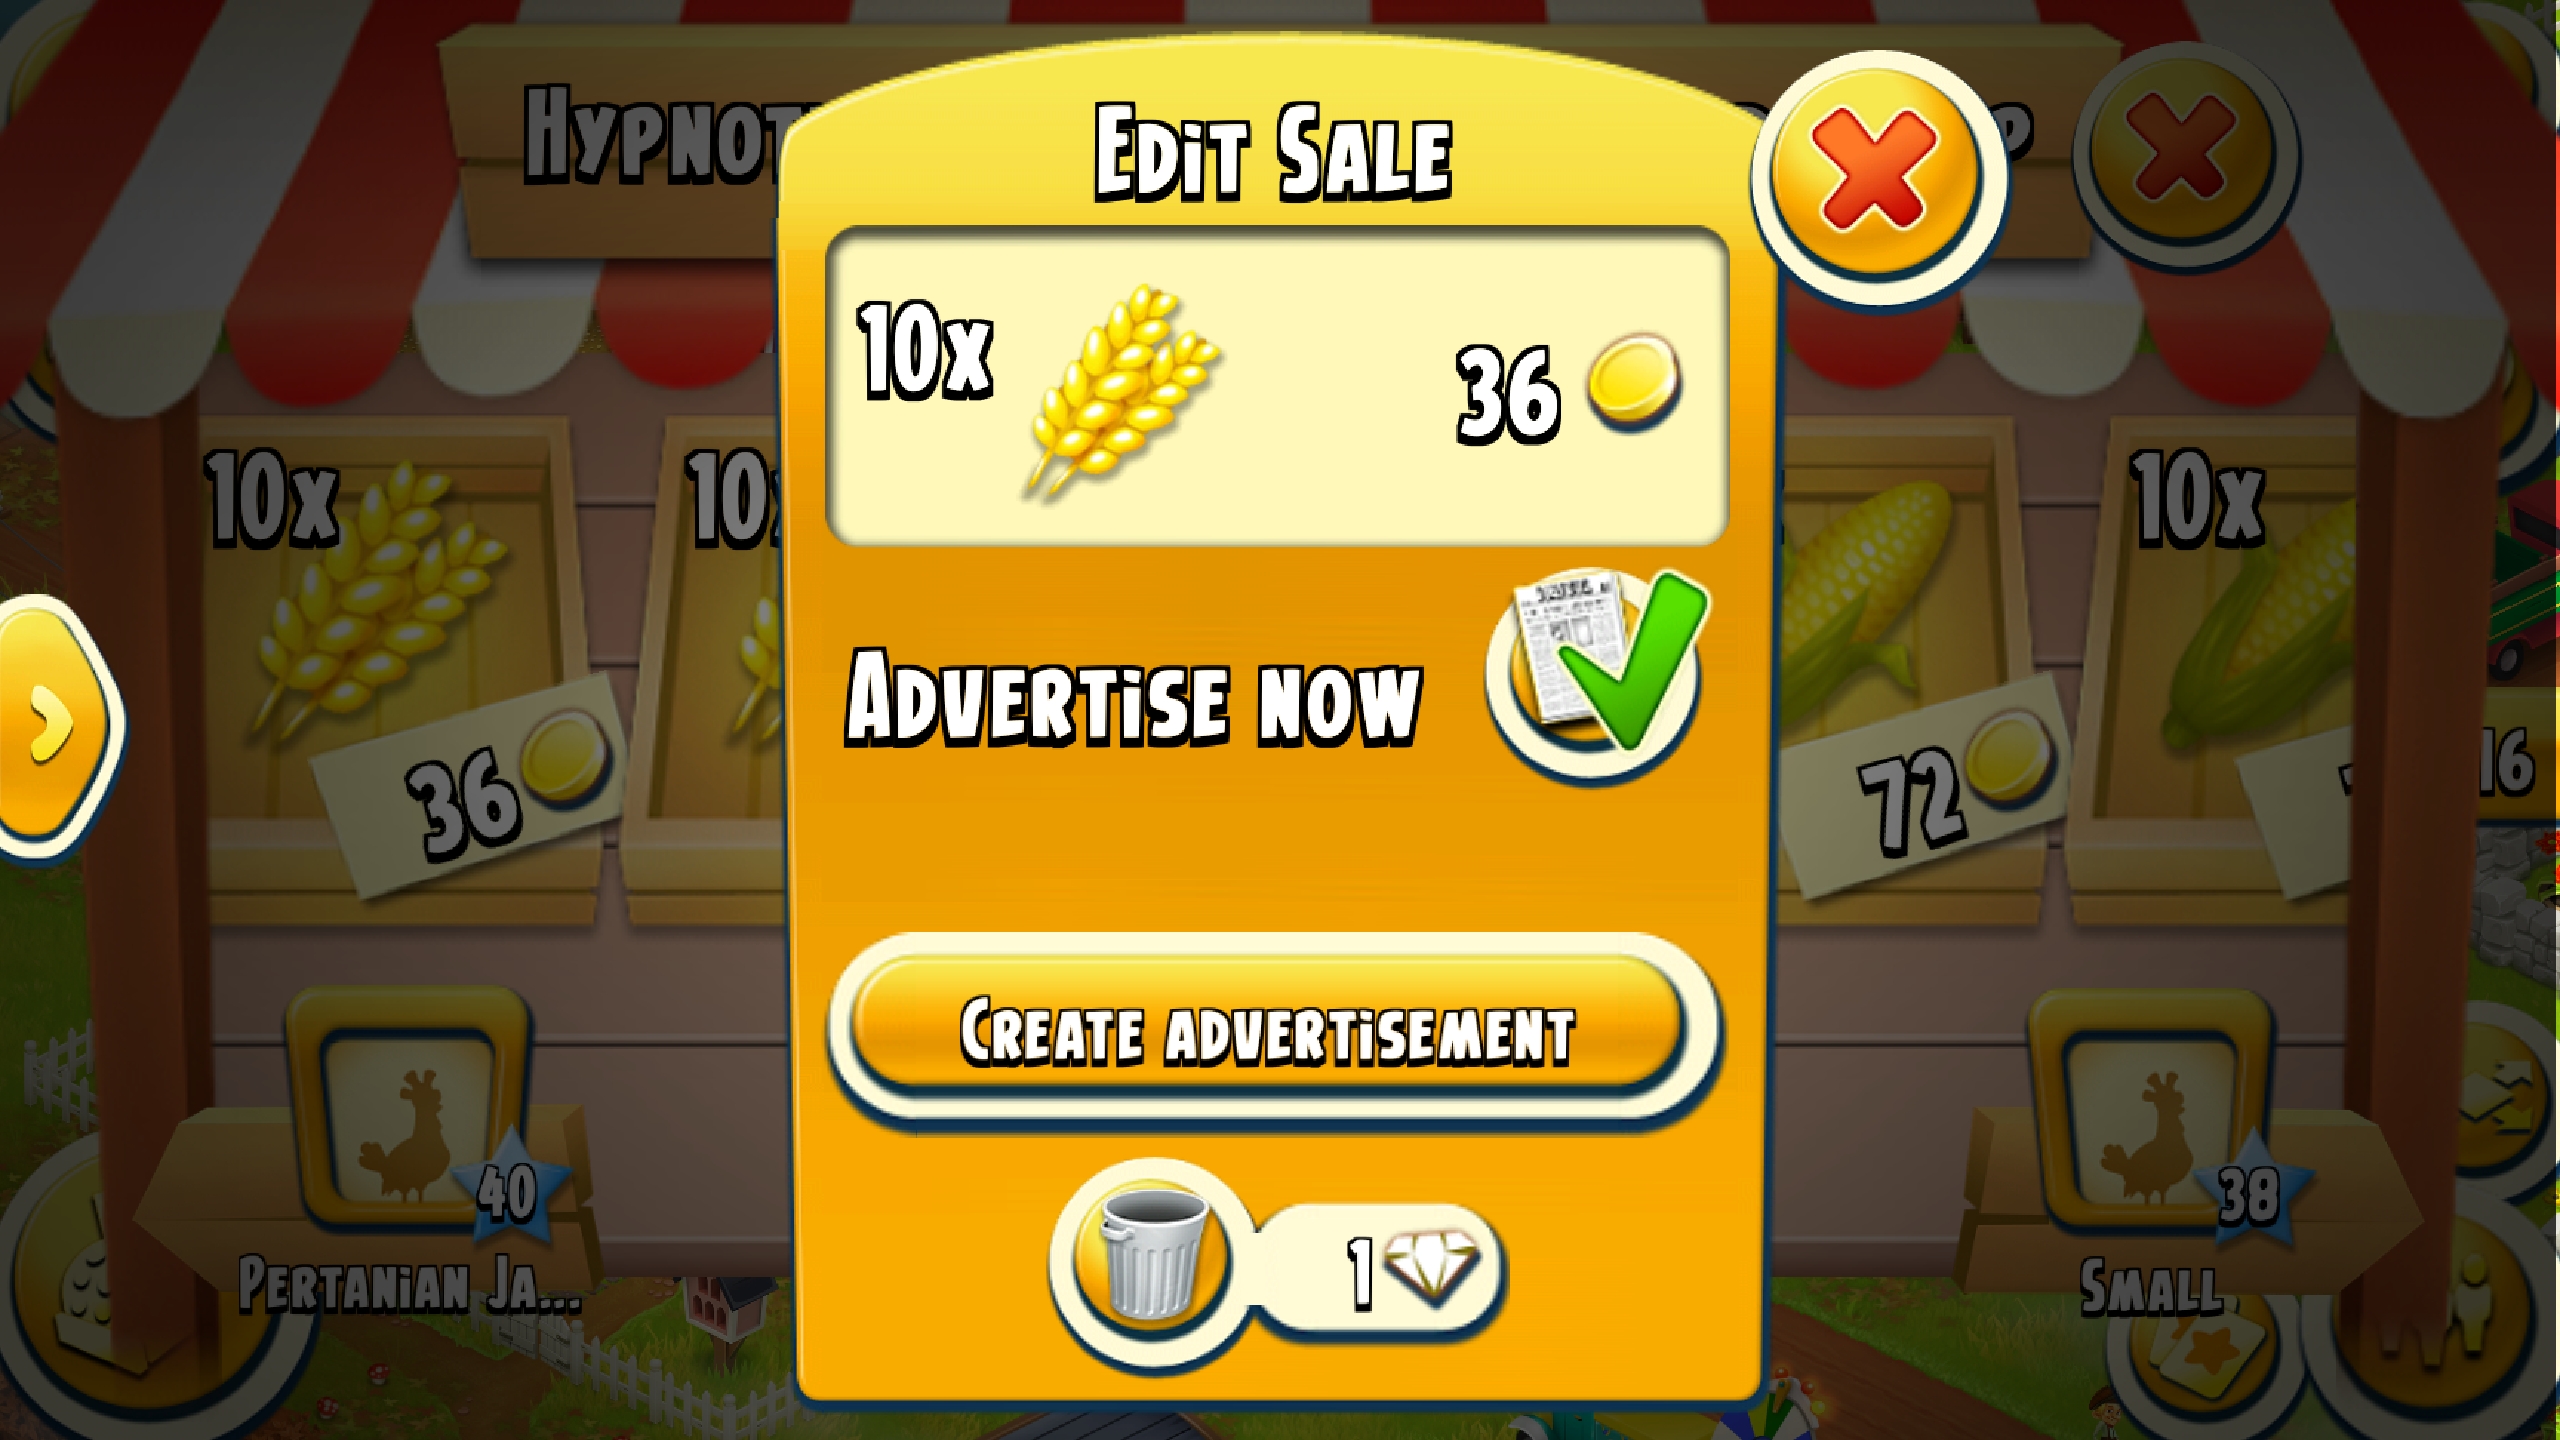 Edit Sale
10x
36
Advertise now
Create advertisement
1
10x
36
10x
72
10x
16
40
Pertanian Ja...
38
Small